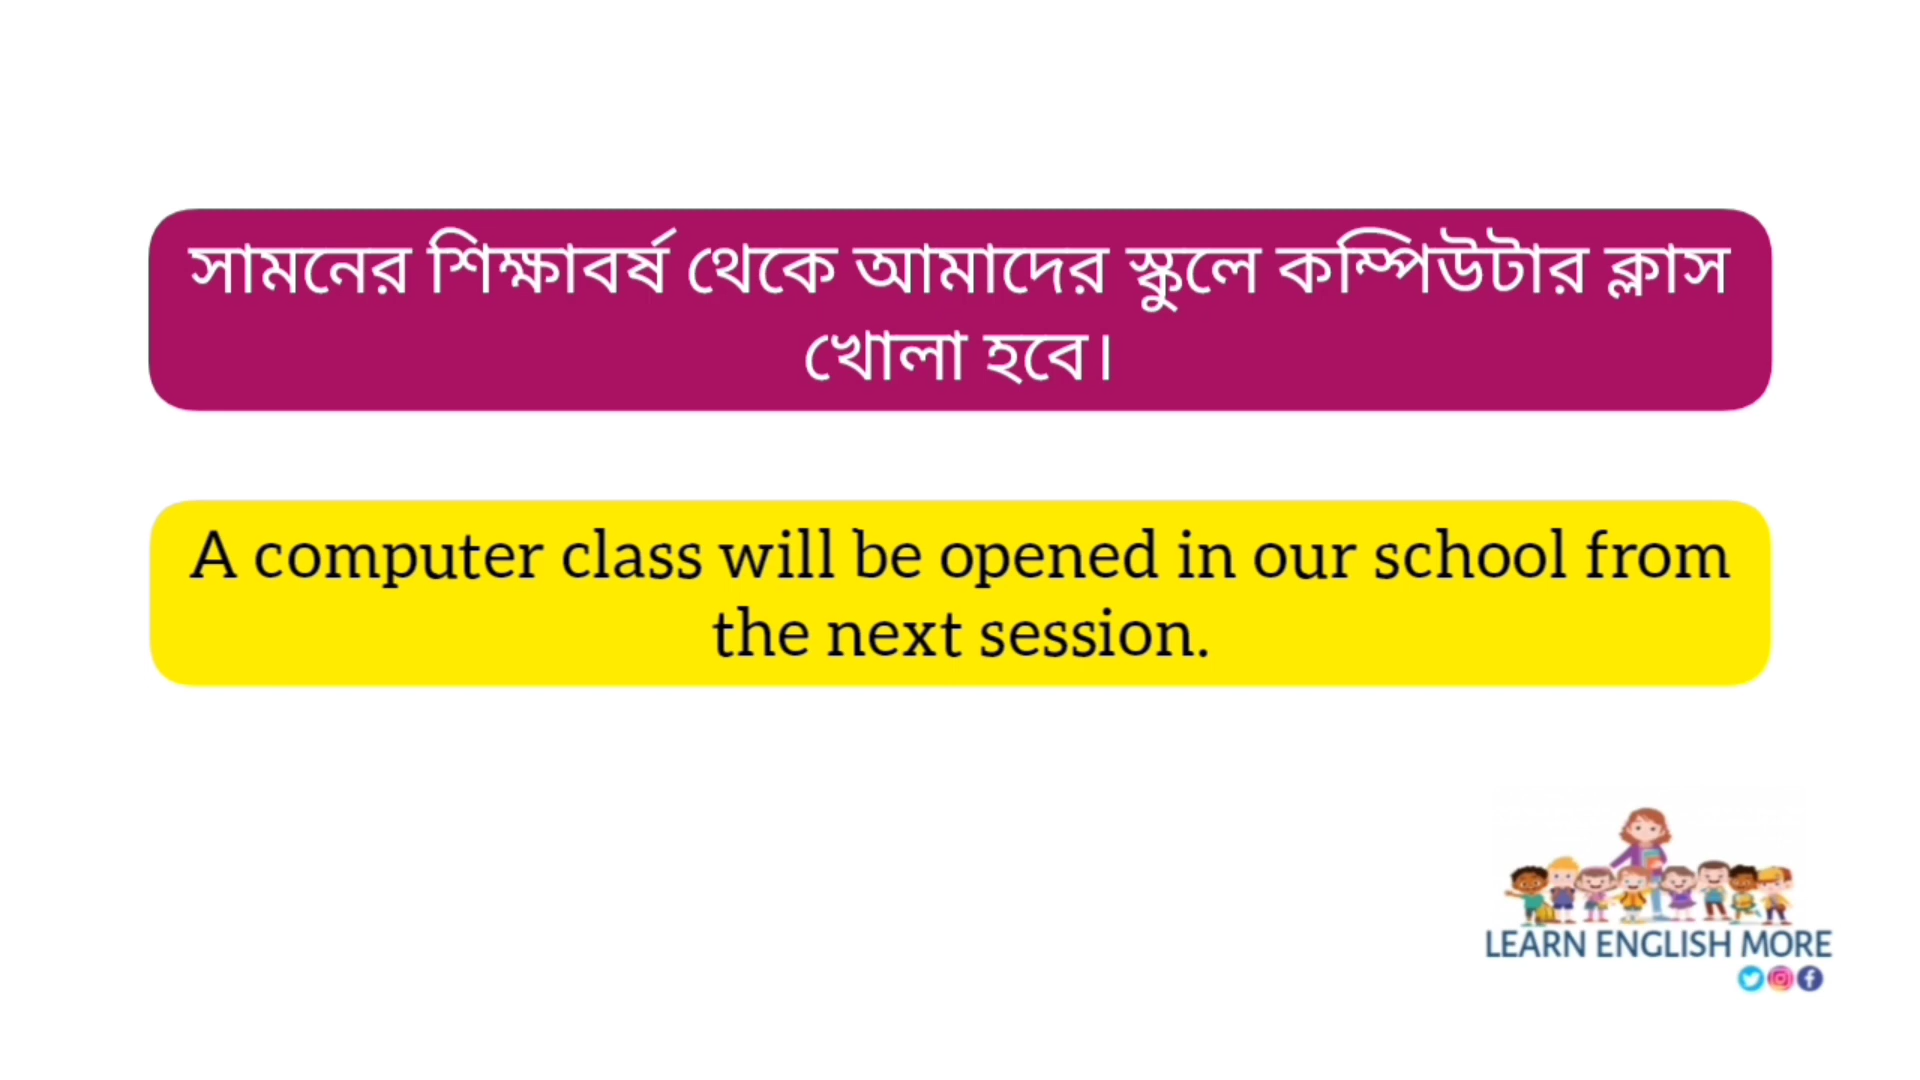 সামনের শিক্ষাবর্ষ থেকে আমাদের স্কুলে কম্পিউটার ক্লাস
খোলা হবে।
A computer class will be opened in our school from
the next session.
LEARN ENGLISH MORE